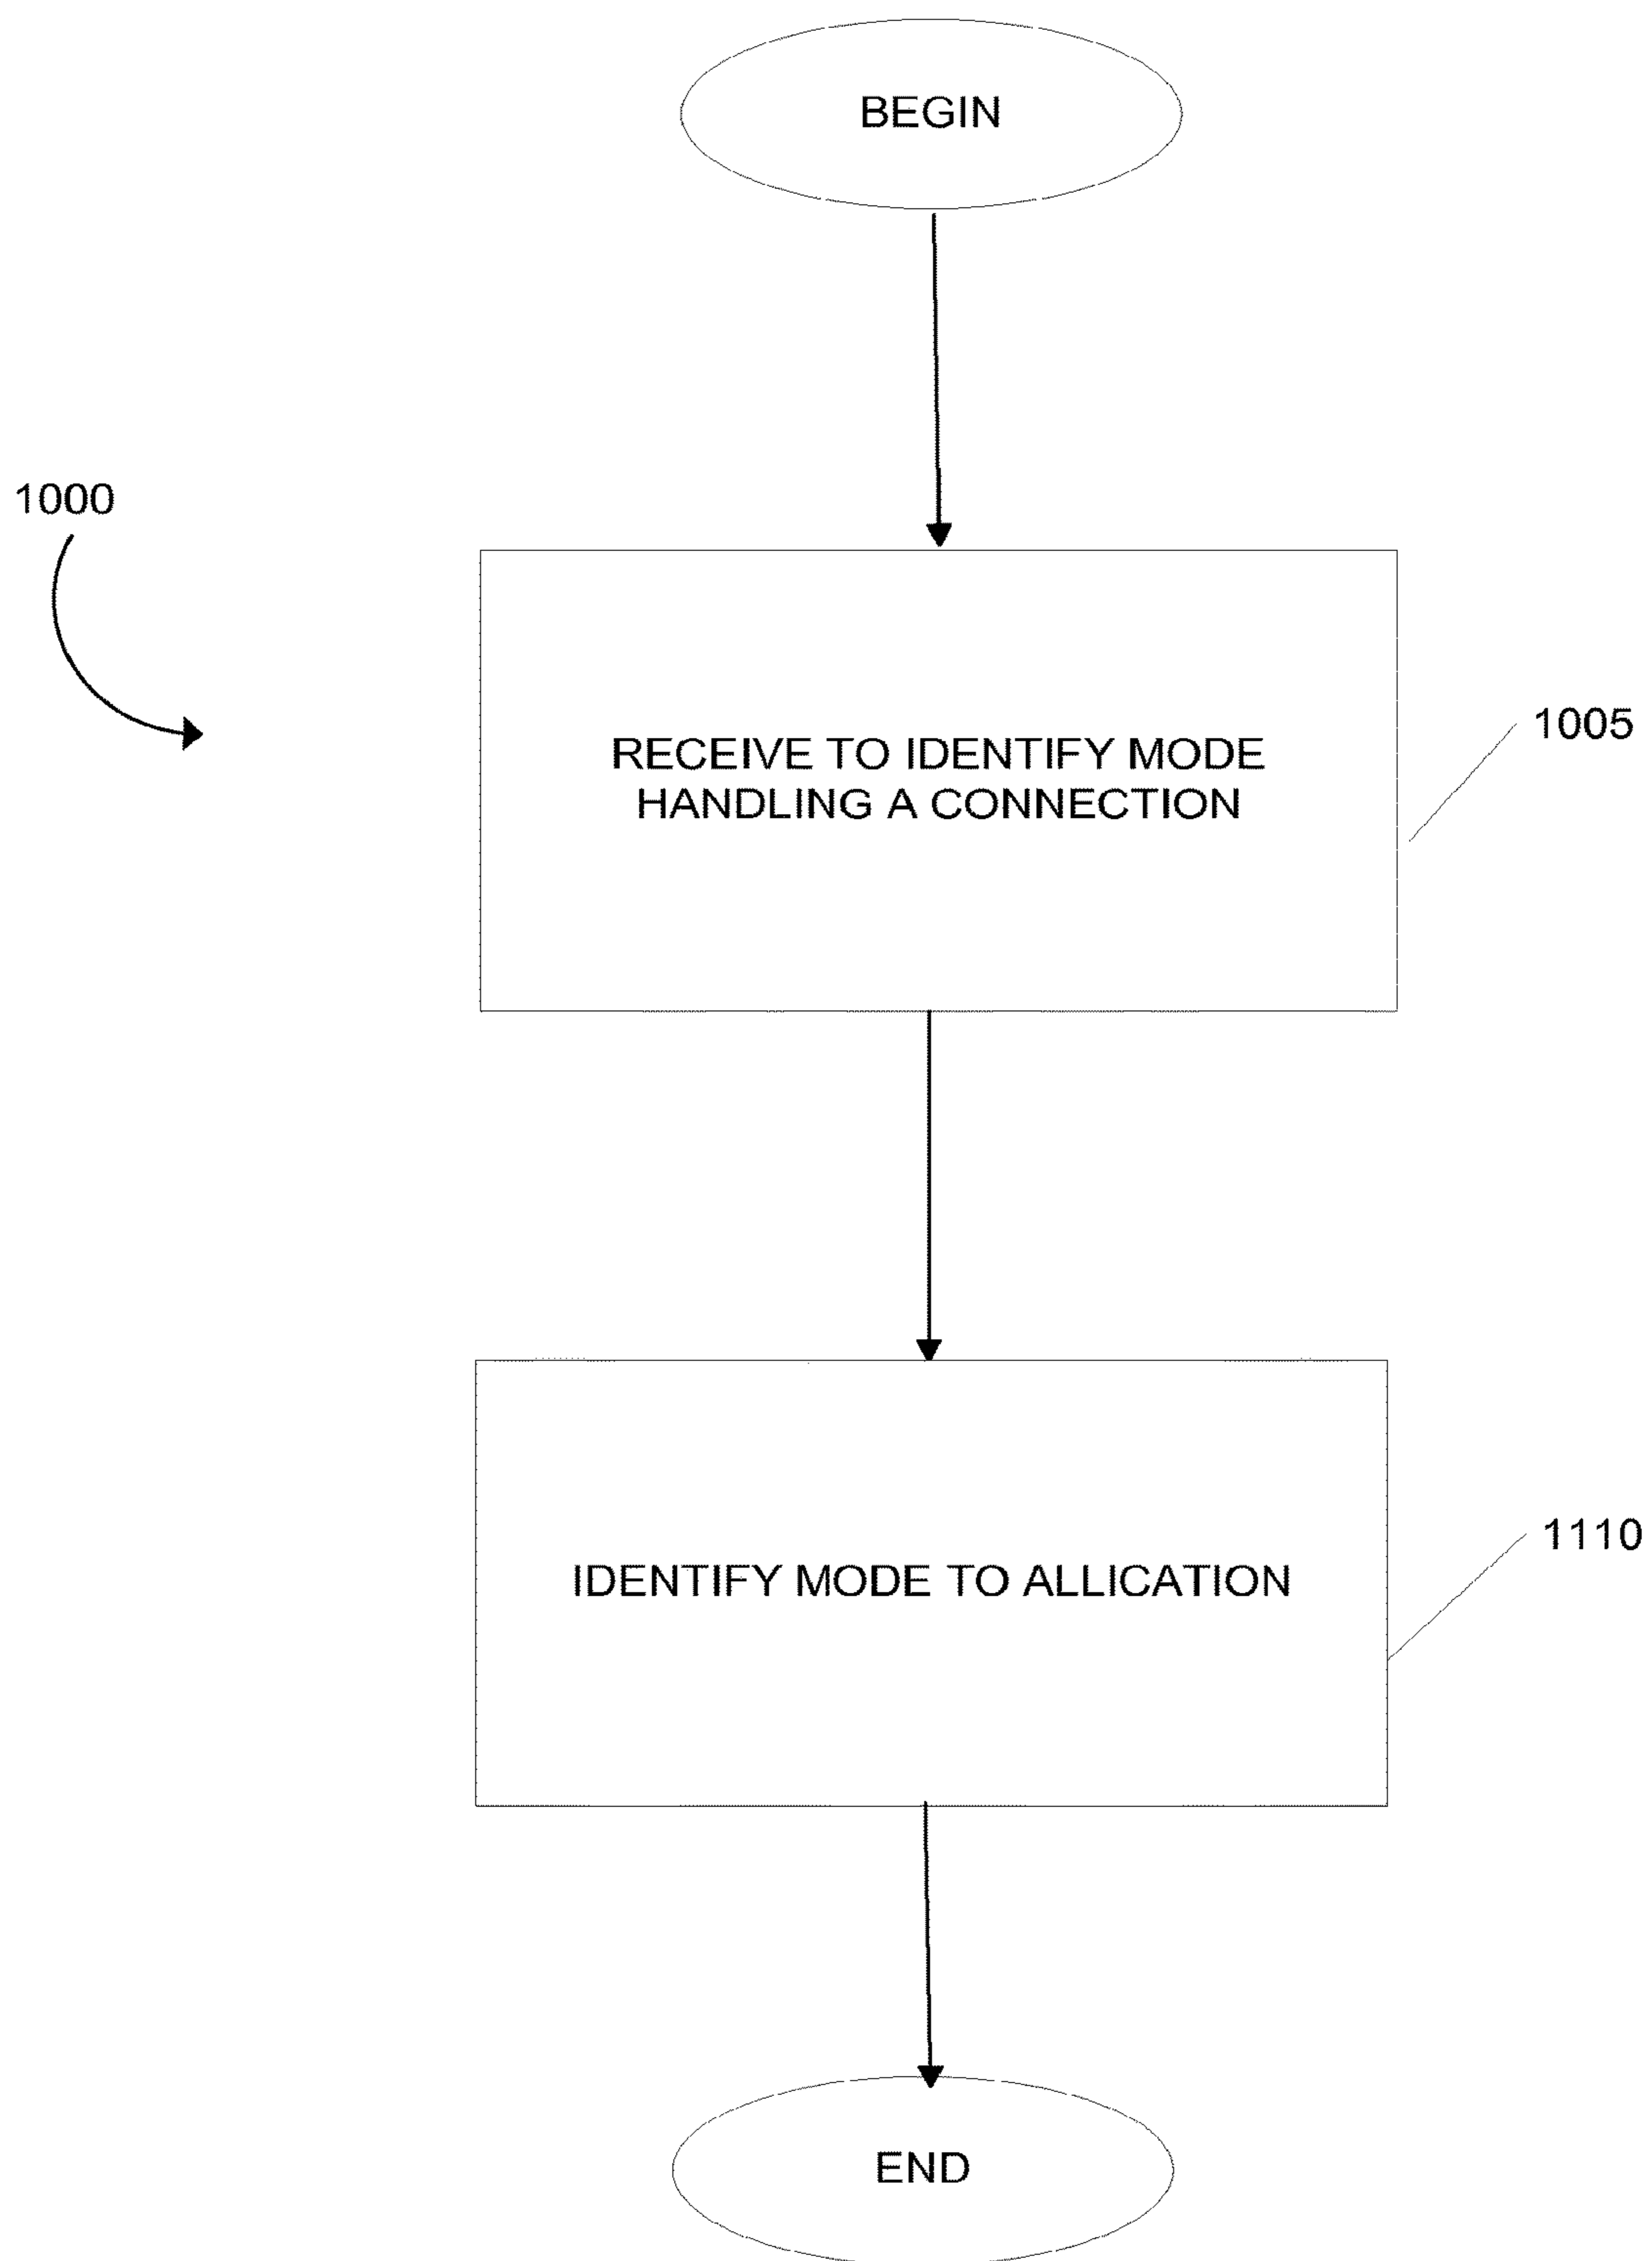 BEGIN
1000
RECEIVE TO IDENTIFY MODE
HANDLING A CONNECTION
1005
IDENTIFY MODE TO ALLICATION
1110
END